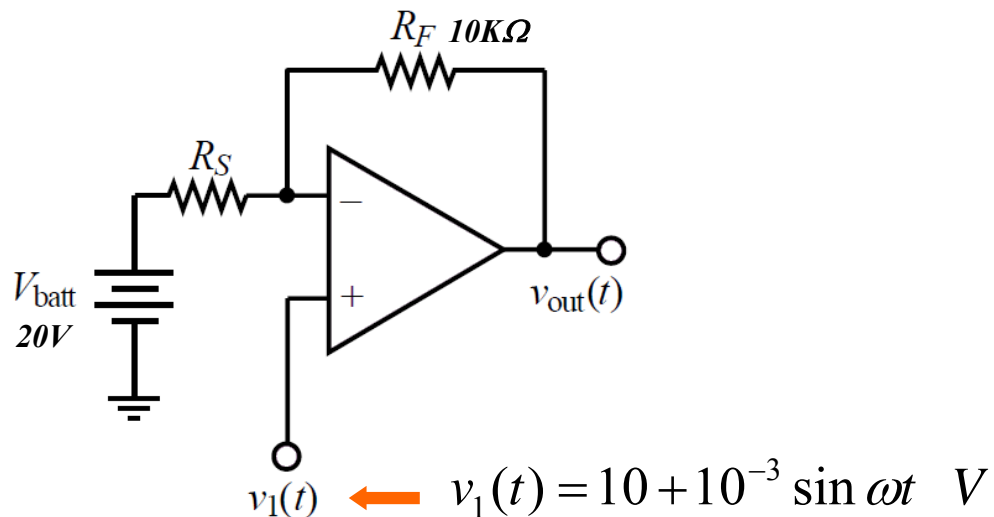 R_F 10KΩ
R_S
−
+
V_batt
20V
v_out(t)
v_1(t)
v_1(t) = 10 + 10^{-3} sin ωt V